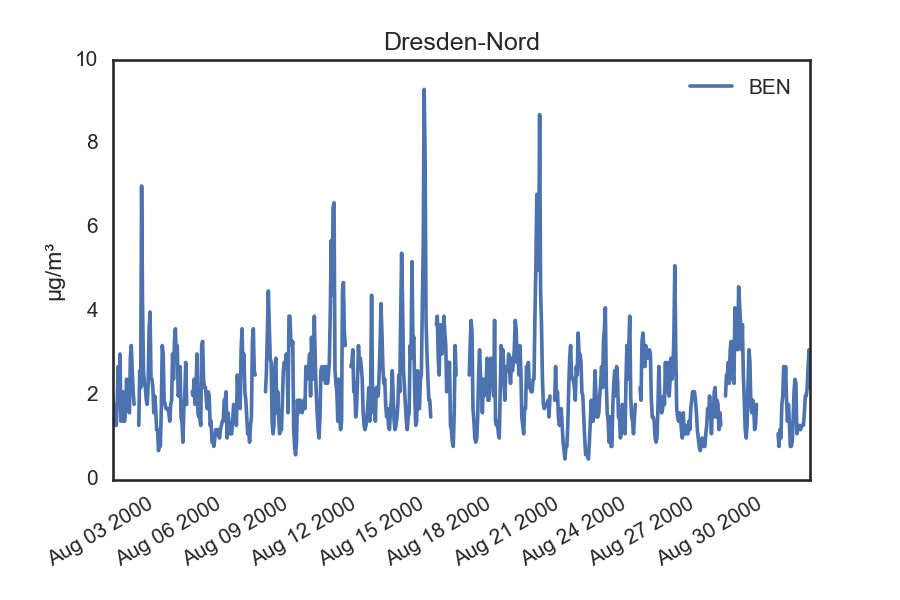 Dresden-Nord
10
8
6
4
2
0
µg/m³
BEN
Aug 03 2000
Aug 06 2000
Aug 09 2000
Aug 12 2000
Aug 15 2000
Aug 18 2000
Aug 21 2000
Aug 24 2000
Aug 27 2000
Aug 30 2000